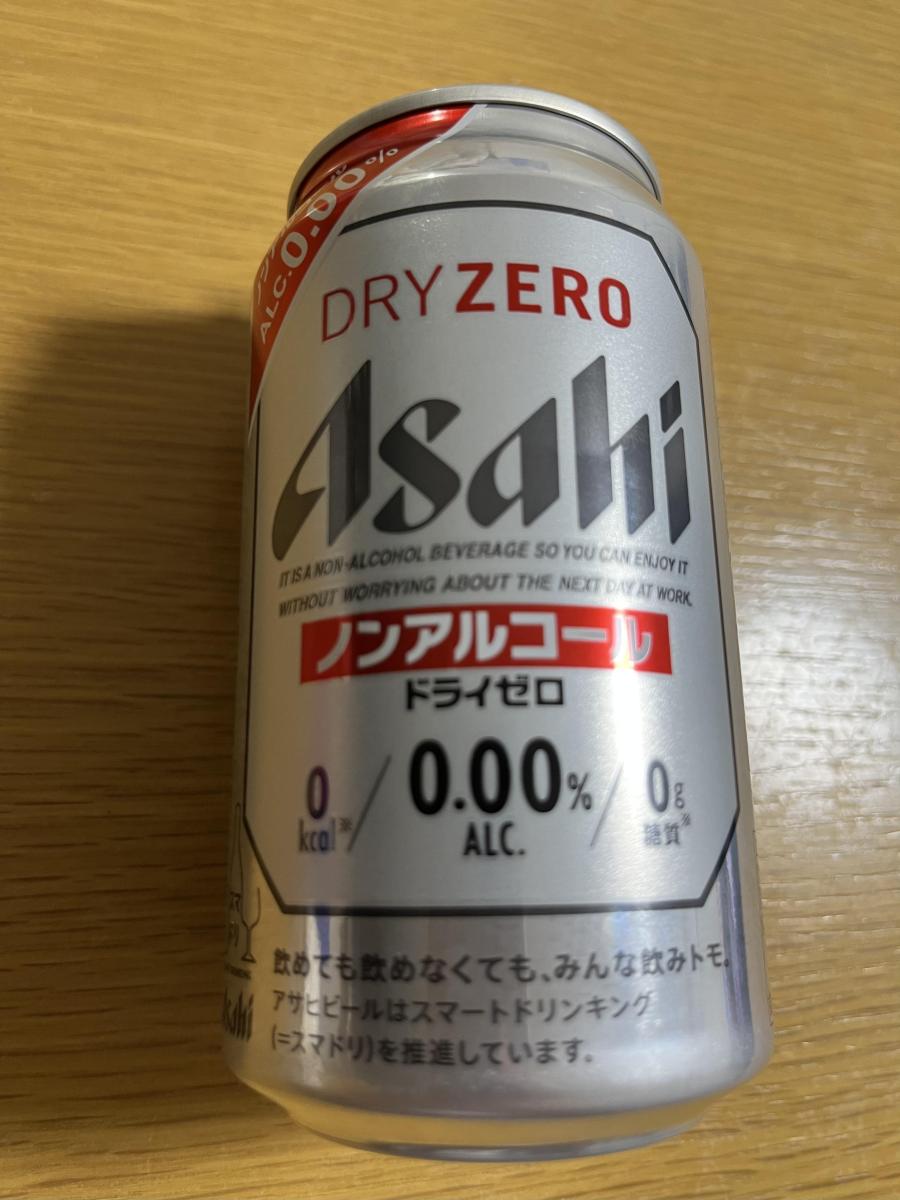 ALC.0.00%
DRY ZERO
Asahi
IT IS A NON-ALCOHOL BEVERAGE SO YOU CAN ENJOY IT
WITHOUT WORRYING ABOUT THE NEXT DAY AT WORK.
ノンアルコール
ドライゼロ
0kcal※/0.00%ALC./0g糖質※
飲めても飲めなくても、みんな飲みトモ。
アサヒビールはスマートドリンキング
(=スマドリ)を推進しています。